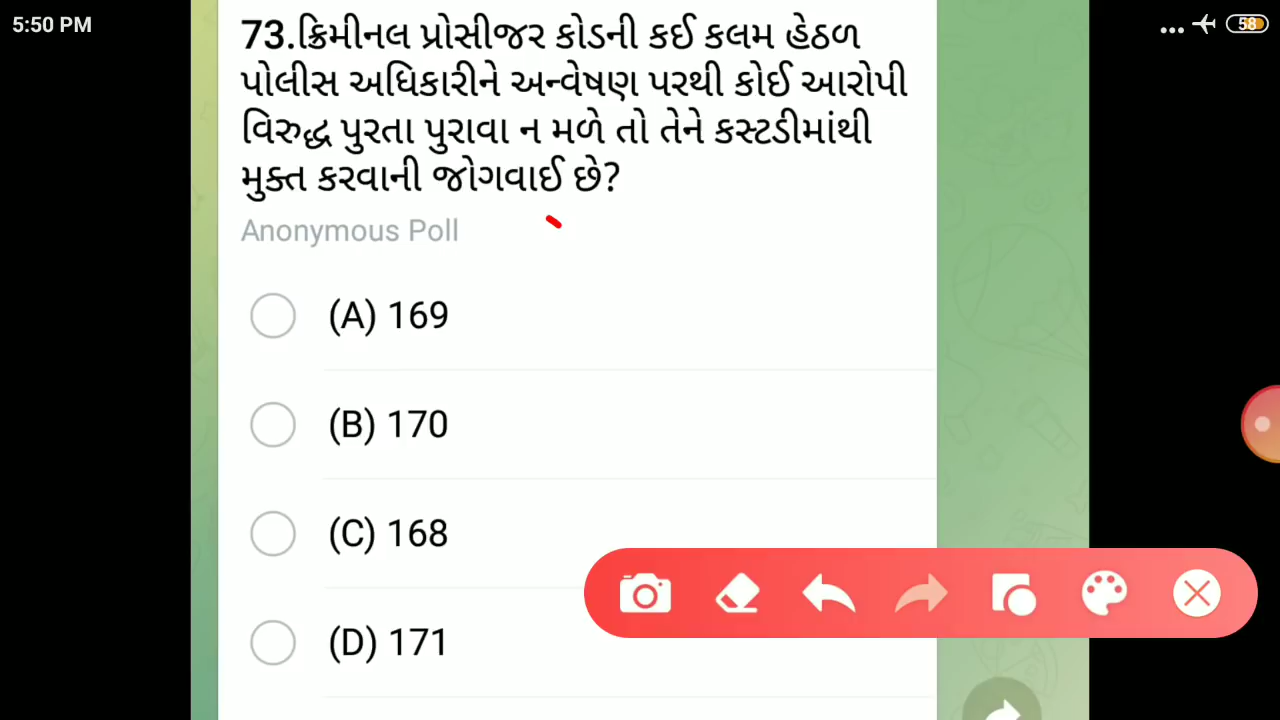 5:50 PM
58
73.ક્રિમીનલ પ્રોસીજર કોડની કઈ કલમ હેઠળ
પોલીસ અધિકારીને અન્વેષણ પરથી કોઈ આરોપી
વિરુદ્ધ પુરતા પુરાવા ન મળે તો તેને કસ્ટડીમાંથી
મુક્ત કરવાની જોગવાઈ છે?
Anonymous Poll
(A) 169
(B) 170
(C) 168
(D) 171